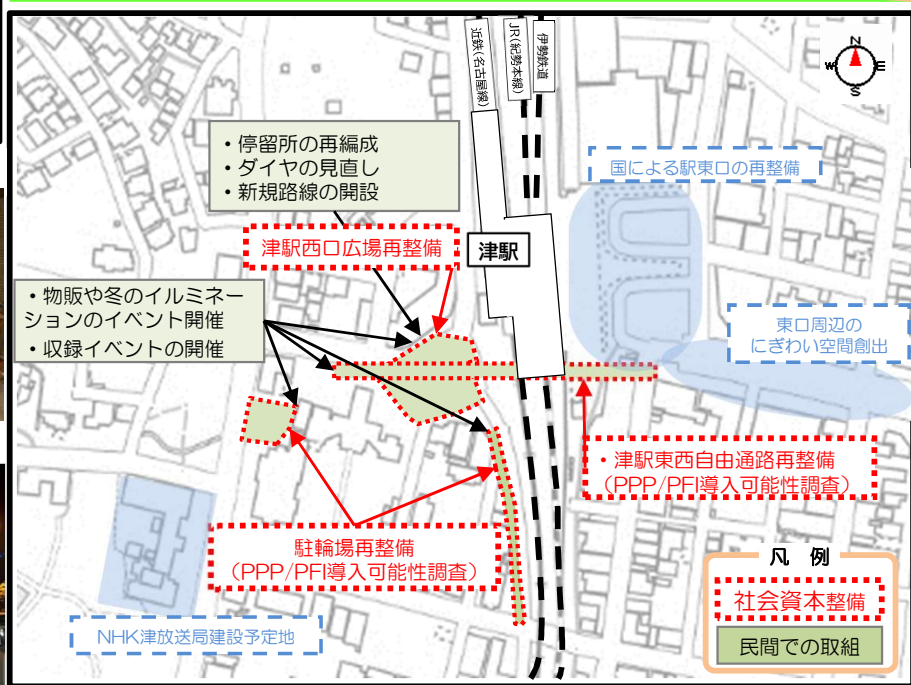 近鉄(名古屋線)
JR(紀勢本線)
伊勢鉄道
N
W
E
S
・停留所の再編成
・ダイヤの見直し
・新規路線の開設
国による駅東口の再整備
津駅西口広場再整備
津駅
・物販や冬のイルミネー
ションのイベント開催
・収録イベントの開催
東口周辺の
にぎわい空間創出
・津駅東西自由通路再整備
（PPP/PFI導入可能性調査）
駐輪場再整備
（PPP/PFI導入可能性調査）
凡 例
社会資本整備
民間での取組
NHK津放送局建設予定地